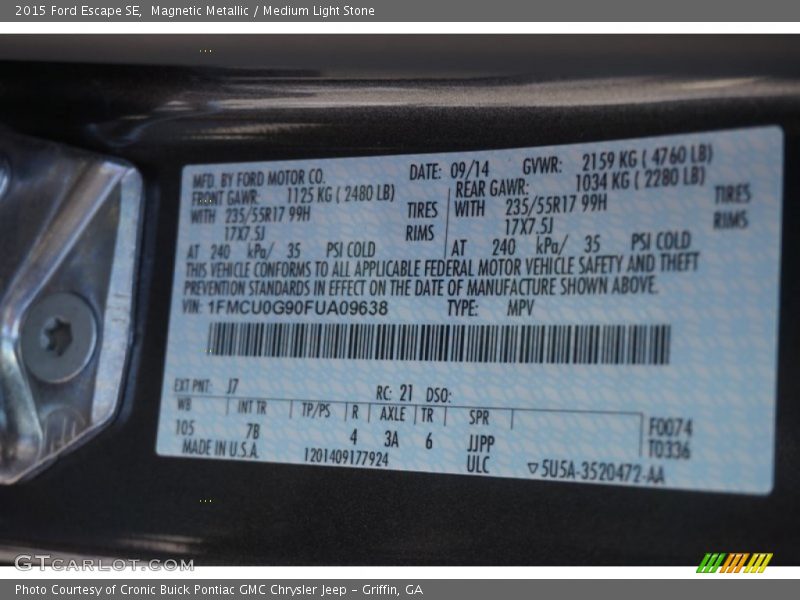 2015 Ford Escape SE, Magnetic Metallic / Medium Light Stone
MFD. BY FORD MOTOR CO. DATE: 09/14 GVWR: 2159 KG ( 4760 LB)
FRONT GAWR: 1125 KG ( 2480 LB) REAR GAWR: 1034 KG ( 2280 LB)
WITH 235/55R17 99H TIRES WITH 235/55R17 99H TIRES
17X7.5J RIMS 17X7.5J RIMS
AT 240 kPa/ 35 PSI COLD AT 240 kPa/ 35 PSI COLD
THIS VEHICLE CONFORMS TO ALL APPLICABLE FEDERAL MOTOR VEHICLE SAFETY AND THEFT
PREVENTION STANDARDS IN EFFECT ON THE DATE OF MANUFACTURE SHOWN ABOVE.
VIN: 1FMCU0G90FUA09638 TYPE: MPV
EXT PNT: J7 RC: 21 DSO:
WB INT TR TP/PS R AXLE TR SPR
105 7B 4 3A 6 JJPP F0074
MADE IN U.S.A. 1201409177924 ULC T0336
▽5U5A-3520472-AA
GTCARLOT.COM
Photo Courtesy of Cronic Buick Pontiac GMC Chrysler Jeep - Griffin, GA